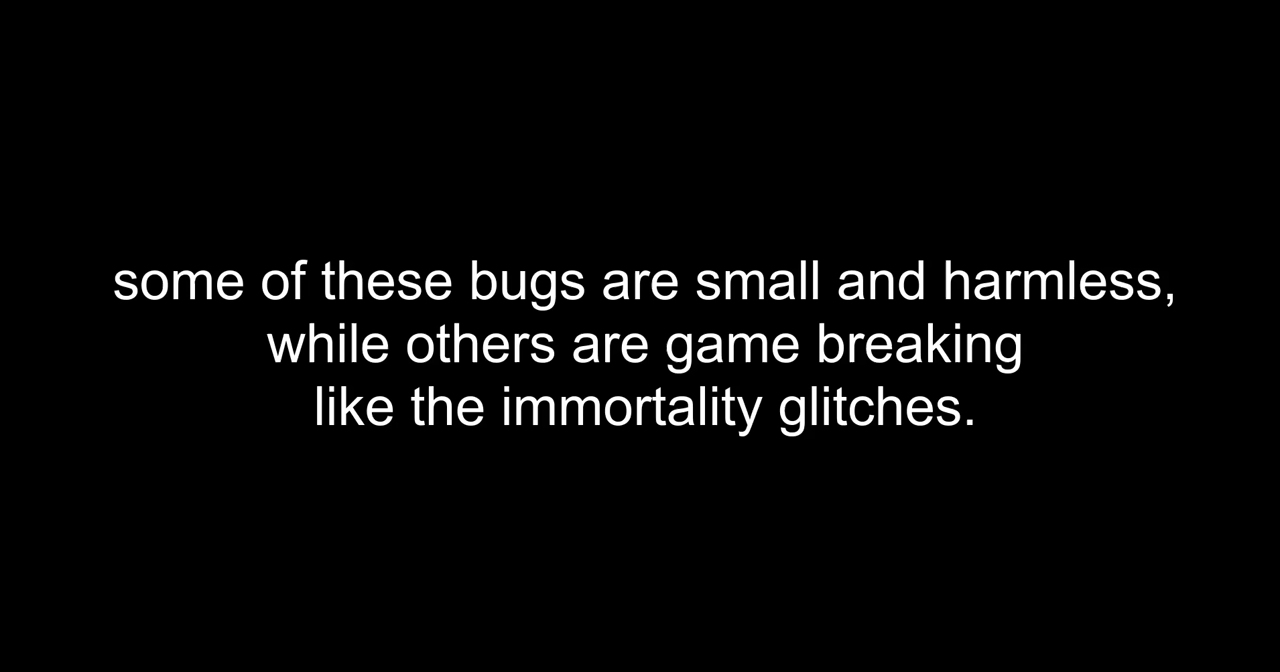 some of these bugs are small and harmless,
while others are game breaking
like the immortality glitches.